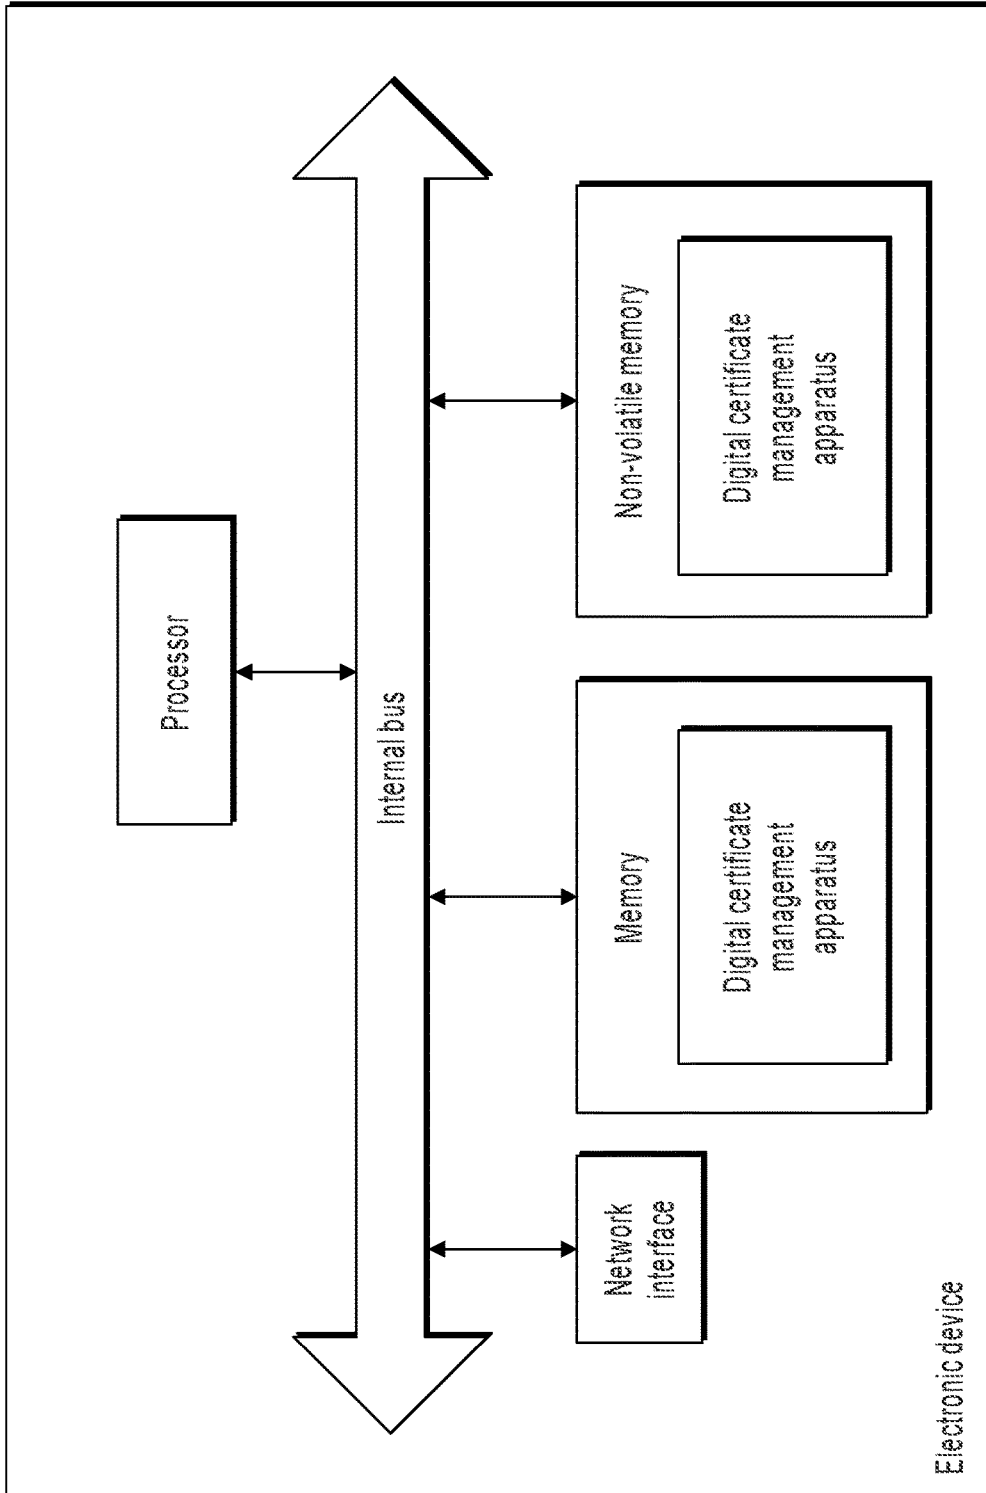 Processor
Internal bus
Network
interface
Memory
Digital certificate
management
apparatus
Non-volatile memory
Digital certificate
management
apparatus
Electronic device